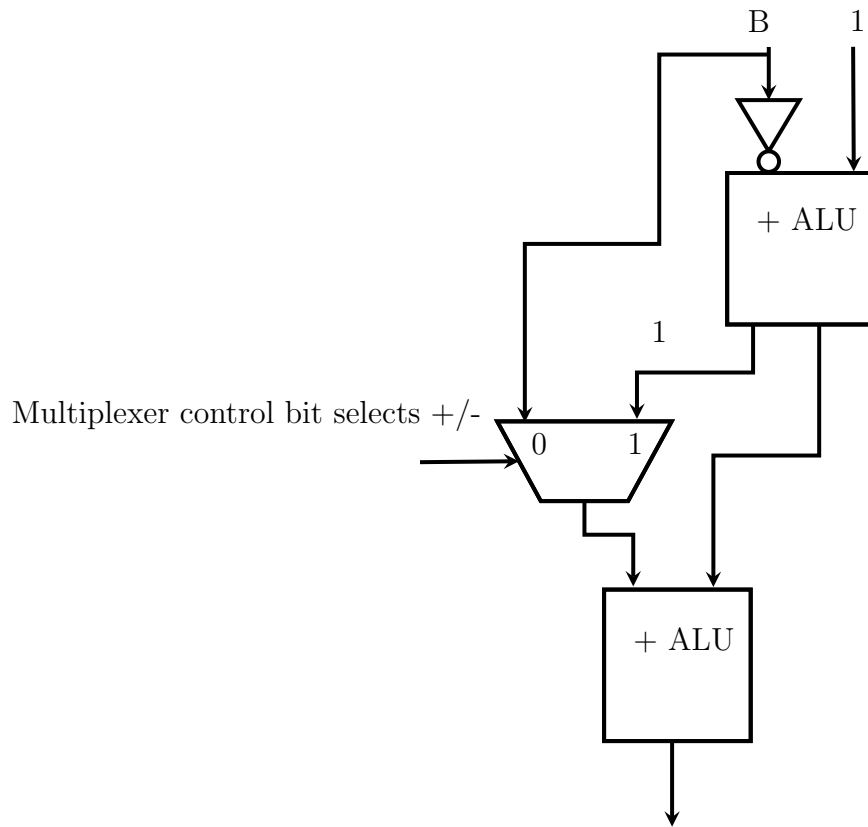 B 1
+ ALU
1
Multiplexer control bit selects +/-
0 1
+ ALU